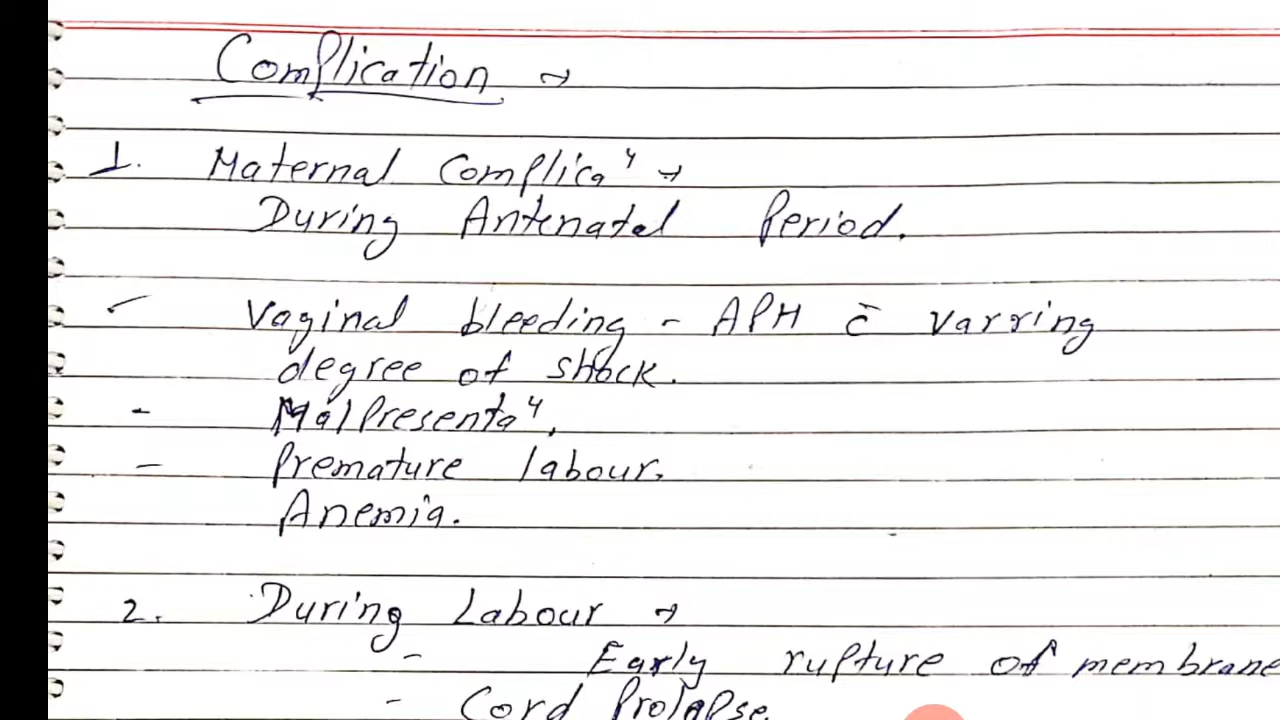 Complication →
1. Maternal Complicaⁿ →
During Antenatal Period.
✓ Vaginal bleeding - APH c̄ varring
degree of shock.
- Malpresentaⁿ.
- Premature labour.
Anemia.
2. During Labour →
- Early rupture of membrane
- Cord Prolapse.